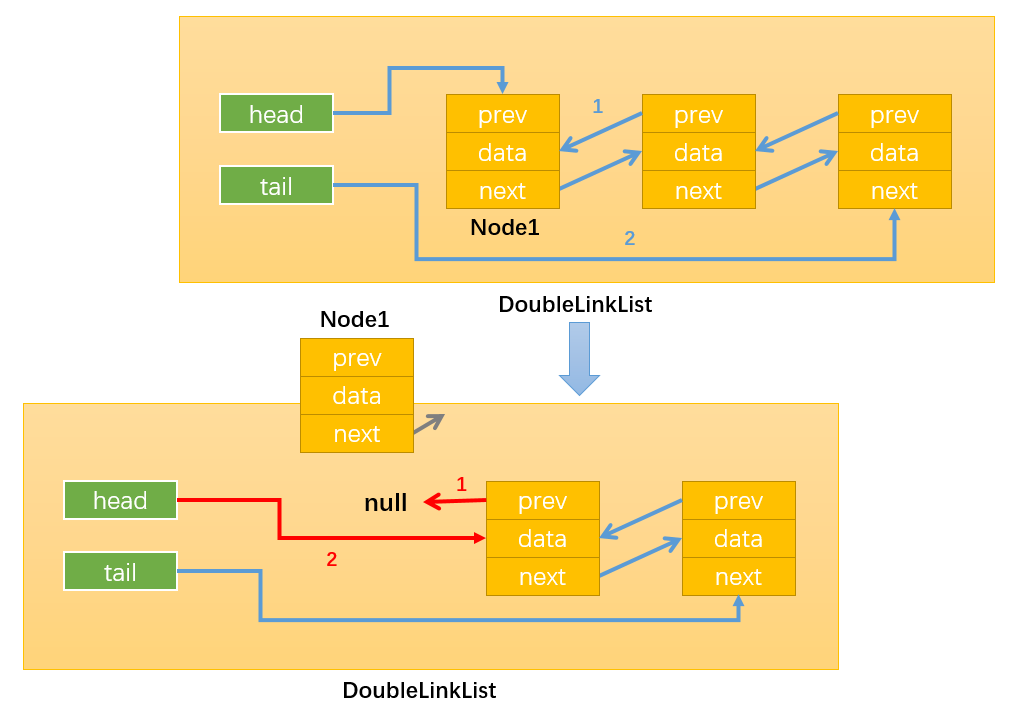 head
tail
prev
data
next
Node1
1
prev
data
next
prev
data
next
2
DoubleLinkList
Node1
prev
data
next
head
tail
null
1
2
prev
data
next
prev
data
next
DoubleLinkList